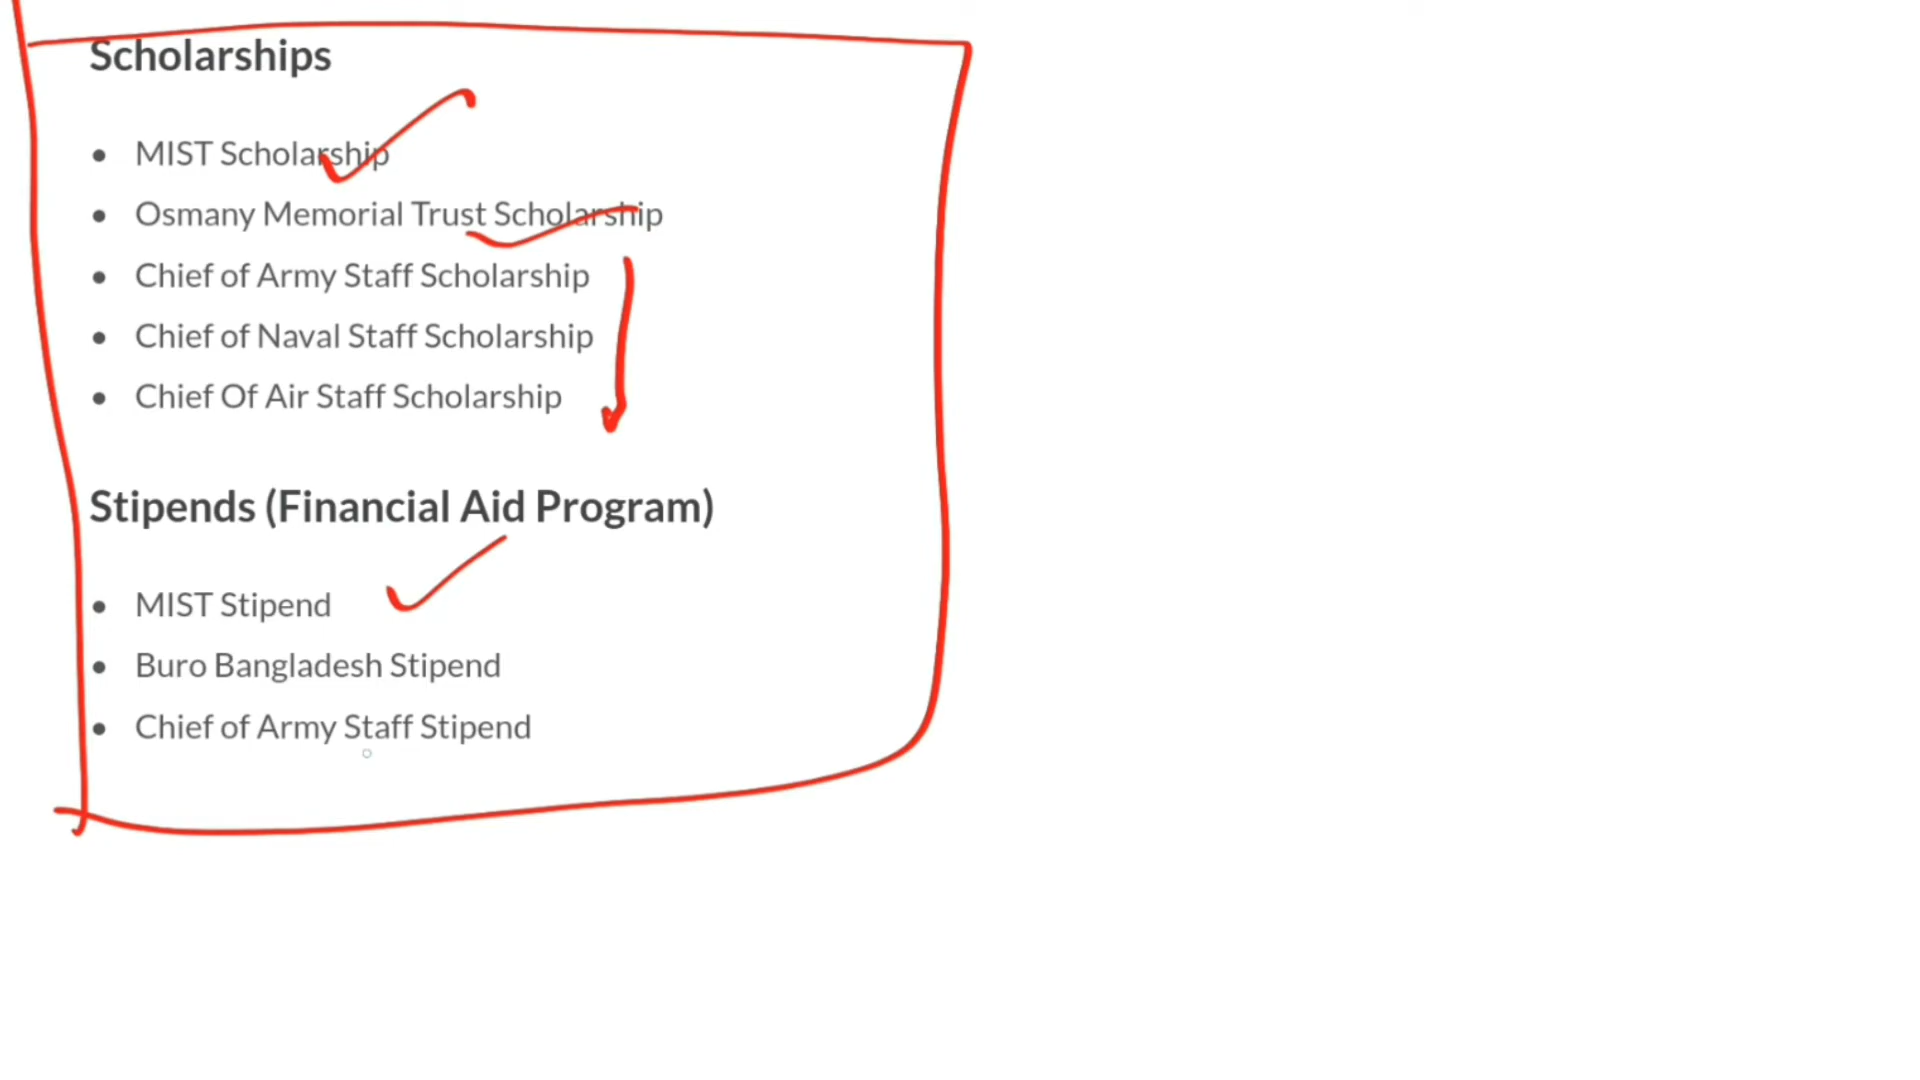 Scholarships
• MIST Scholarship
• Osmany Memorial Trust Scholarship
• Chief of Army Staff Scholarship
• Chief of Naval Staff Scholarship
• Chief Of Air Staff Scholarship
Stipends (Financial Aid Program)
• MIST Stipend
• Buro Bangladesh Stipend
• Chief of Army Staff Stipend